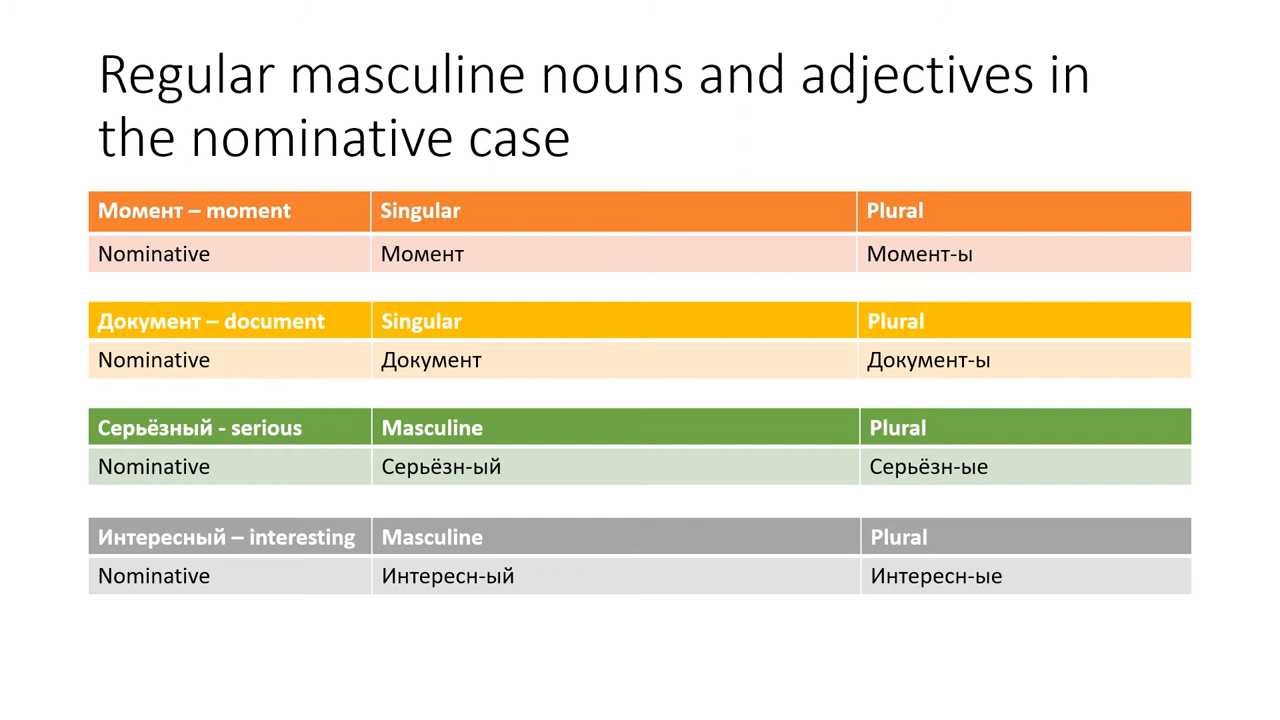 Regular masculine nouns and adjectives in
the nominative case
Момент – moment Singular Plural
Nominative Момент Момент-ы
Документ – document Singular Plural
Nominative Документ Документ-ы
Серьёзный - serious Masculine Plural
Nominative Серьёзн-ый Серьёзн-ые
Интересный – interesting Masculine Plural
Nominative Интересн-ый Интересн-ые